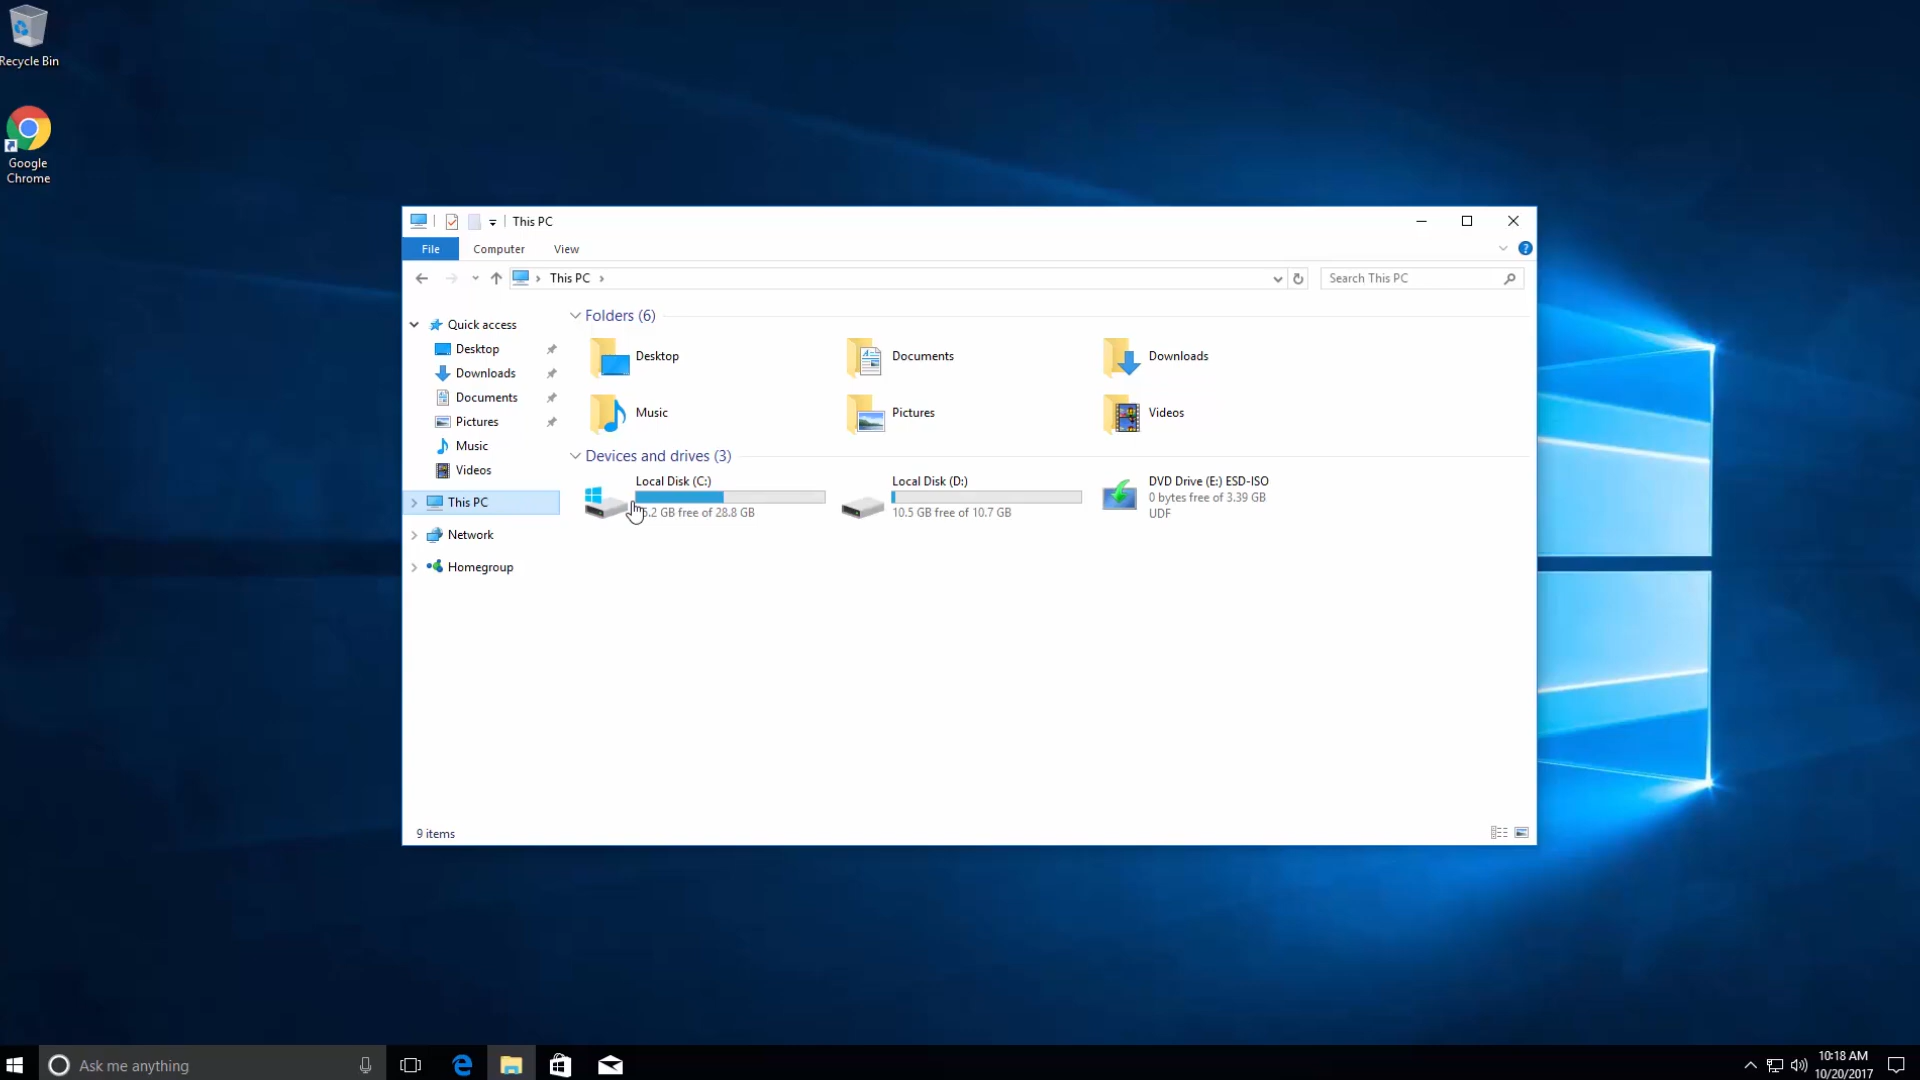 Recycle Bin
Google
Chrome
This PC
File Computer View
This PC
Search This PC
Quick access
Desktop
Downloads
Documents
Pictures
Music
Videos
This PC
Network
Homegroup
Folders (6)
Desktop Documents Downloads
Music Pictures Videos
Devices and drives (3)
Local Disk (C:)
GB free of 28.8 GB
Local Disk (D:)
10.5 GB free of 10.7 GB
DVD Drive (E:) ESD-ISO
0 bytes free of 3.39 GB
UDF
9 items
Ask me anything
10:18 AM
10/20/2017